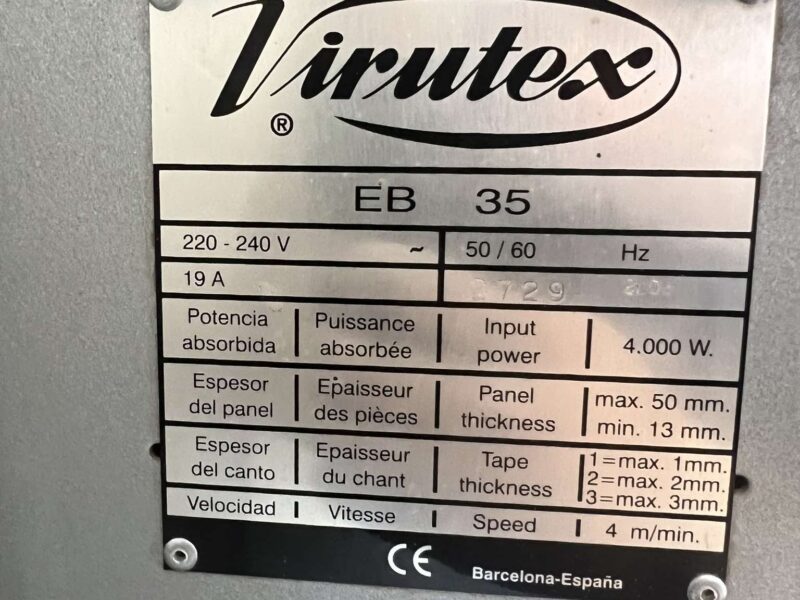 Virutex
®
EB 35
220 - 240 V ~ 50 / 60 Hz
19 A
Potencia absorbida Puissance absorbée Input power 4.000 W.
Espesor del panel Epaisseur des pièces Panel thickness max. 50 mm. min. 13 mm.
Espesor del canto Epaisseur du chant Tape thickness 1=max. 1mm. 2=max. 2mm. 3=max. 3mm.
Velocidad Vitesse Speed 4 m/min.
CE Barcelona-España